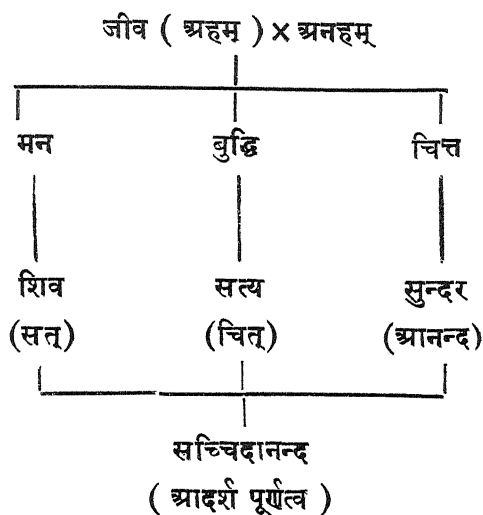 जीव ( अहम् ) × अनहम्
मन बुद्धि चित्त
शिव सत्य सुन्दर
(सत्) (चित्) (आनन्द)
सच्चिदानन्द
( आदर्श पूर्णत्व )